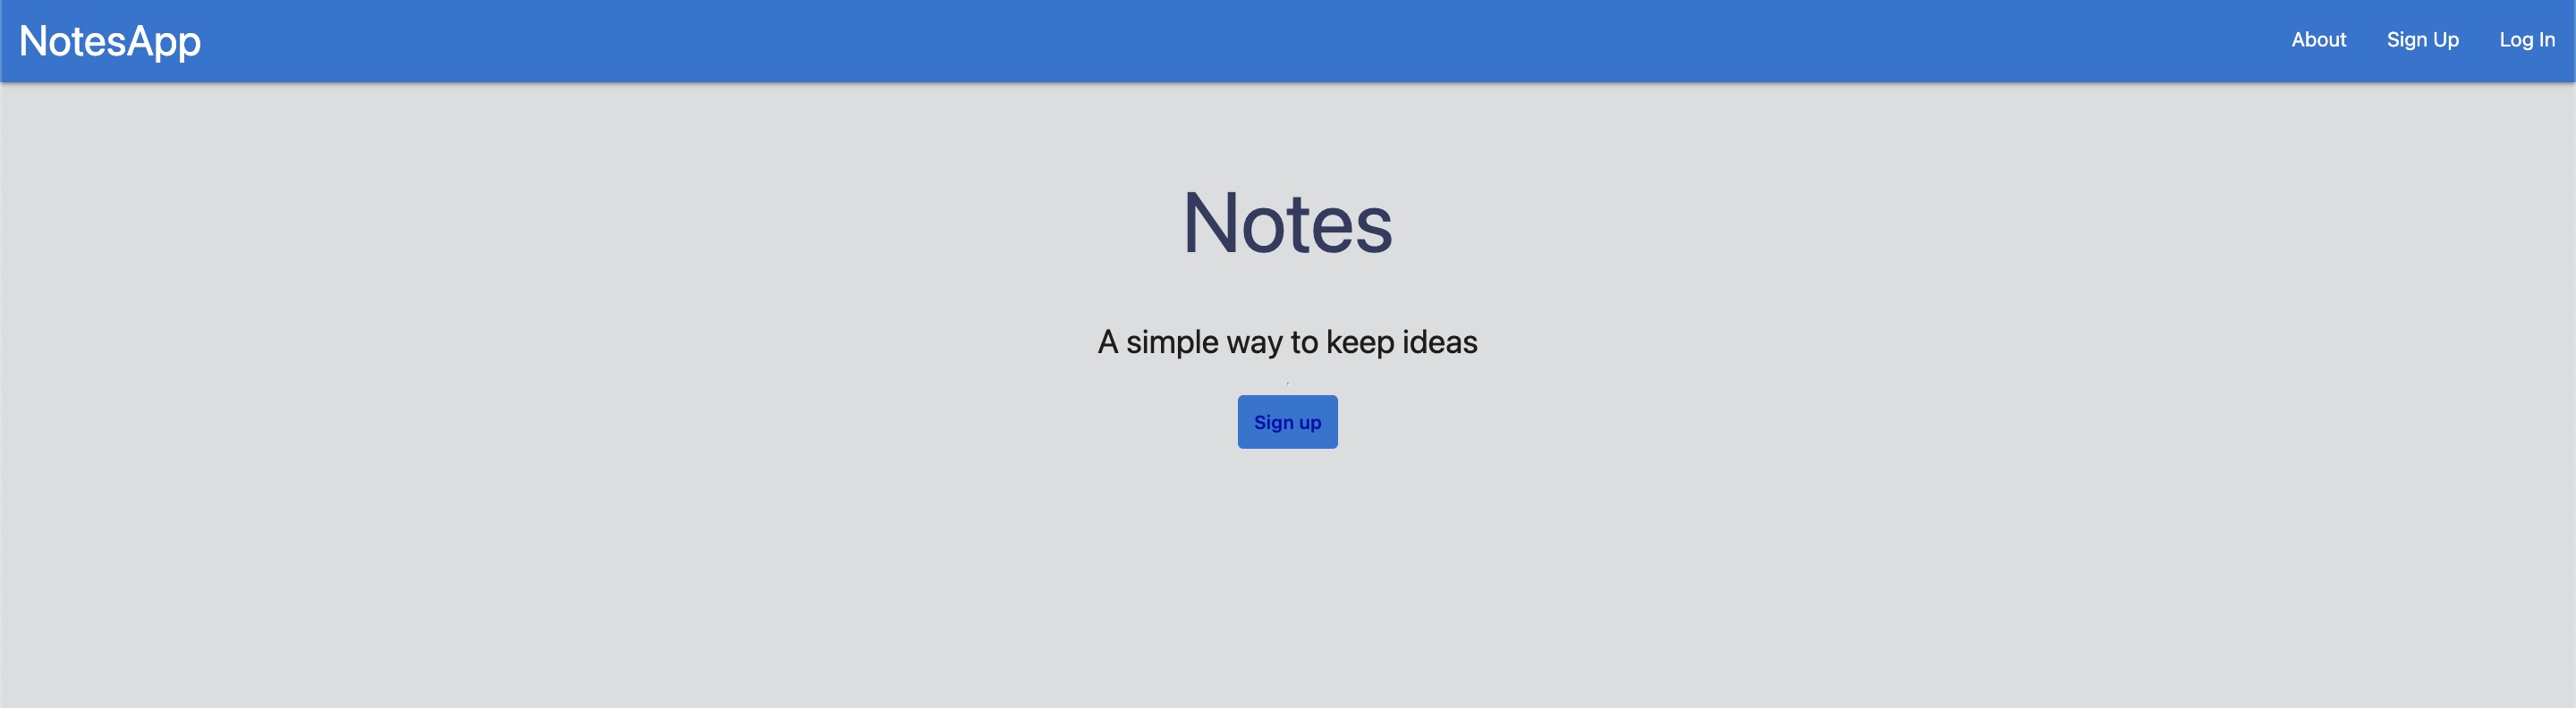 NotesApp About Sign Up Log In
Notes
A simple way to keep ideas
Sign up